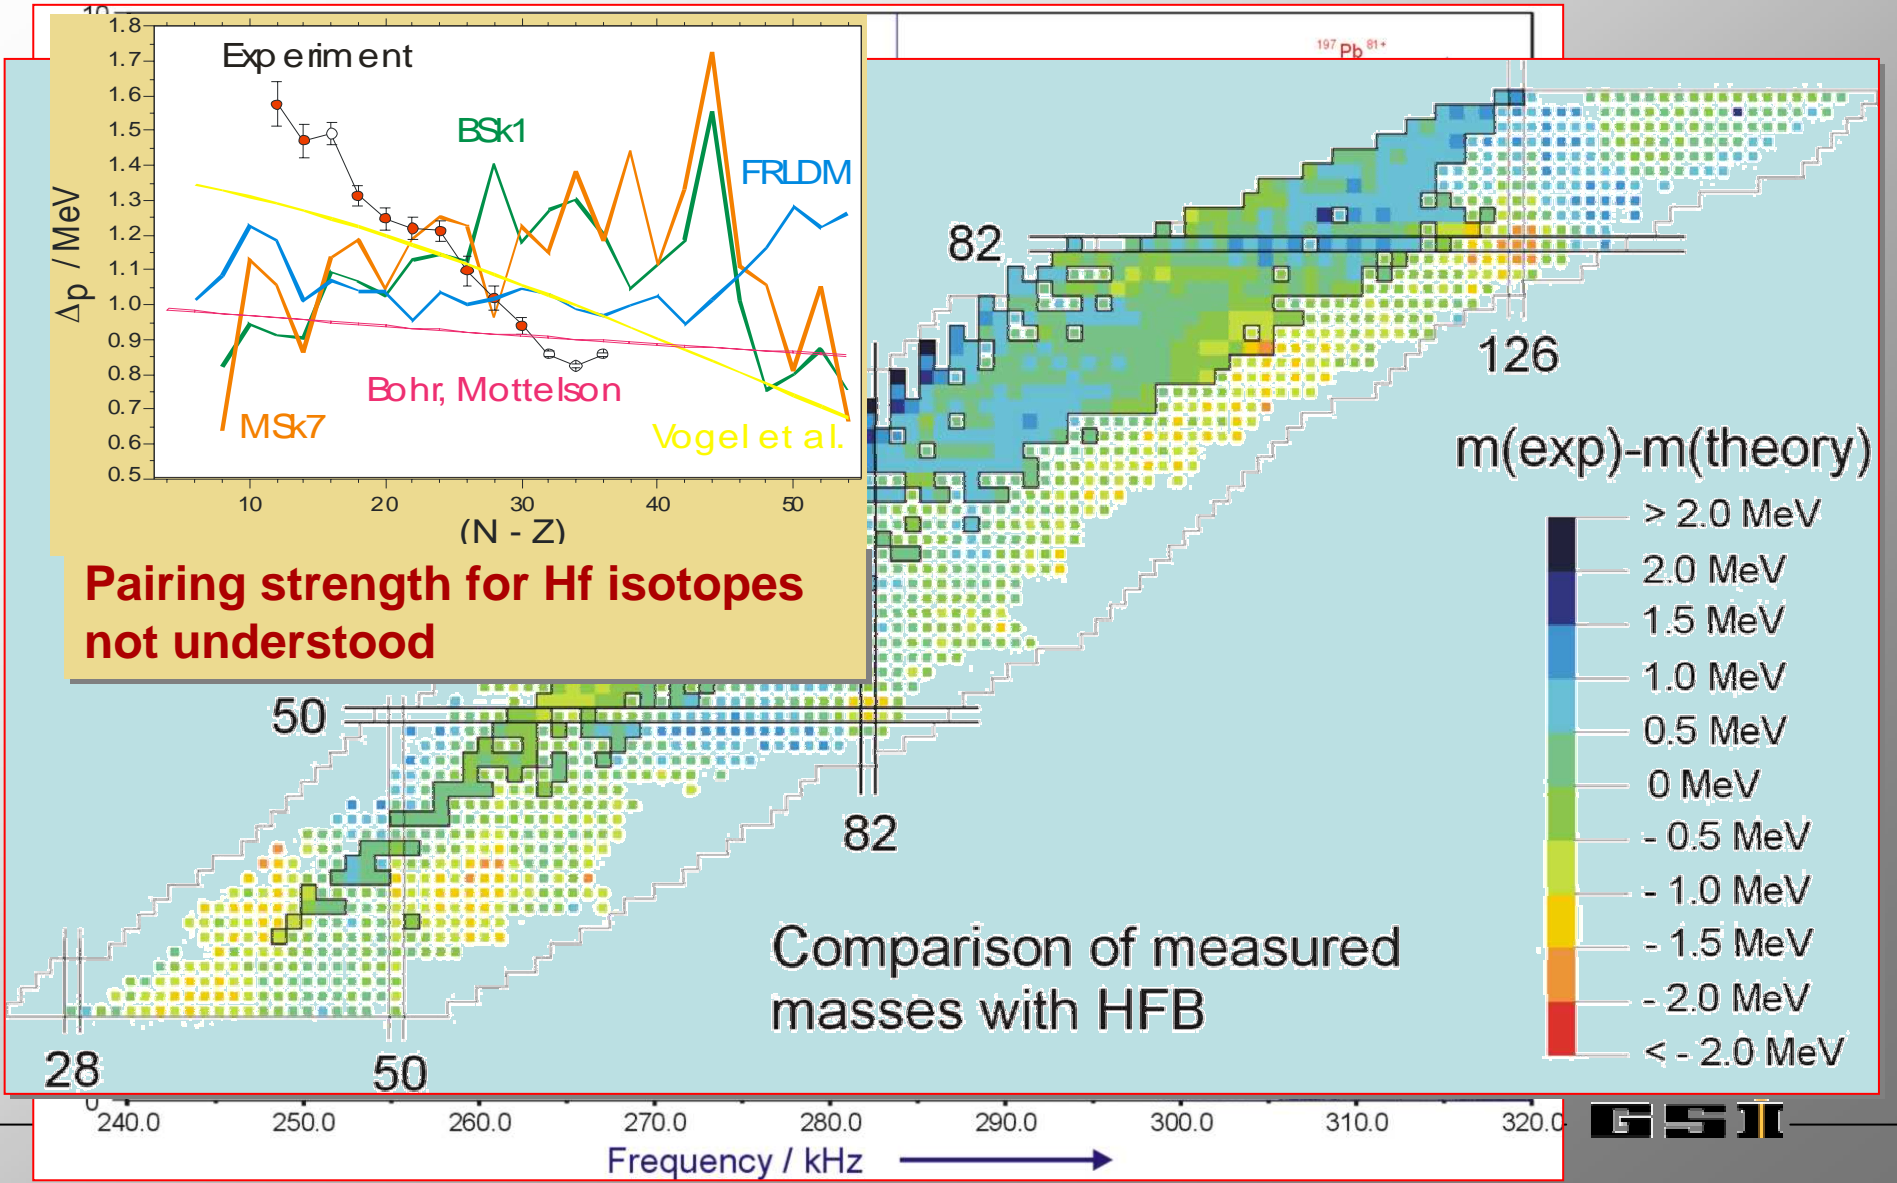 10
197 Pb 81+
1.8
1.7
1.6
1.5
1.4
1.3
1.2
1.1
1.0
0.9
0.8
0.7
0.6
0.5
Δp / MeV
Experiment
BSk1
FRLDM
Bohr, Mottelson
MSk7
Vogel et al.
10 20 30 40 50
(N - Z)
Pairing strength for Hf isotopes
not understood
82
126
50
82
28
50
m(exp)-m(theory)
> 2.0 MeV
2.0 MeV
1.5 MeV
1.0 MeV
0.5 MeV
0 MeV
- 0.5 MeV
- 1.0 MeV
- 1.5 MeV
- 2.0 MeV
< - 2.0 MeV
Comparison of measured
masses with HFB
0
240.0 250.0 260.0 270.0 280.0 290.0 300.0 310.0 320.0
Frequency / kHz
GSI